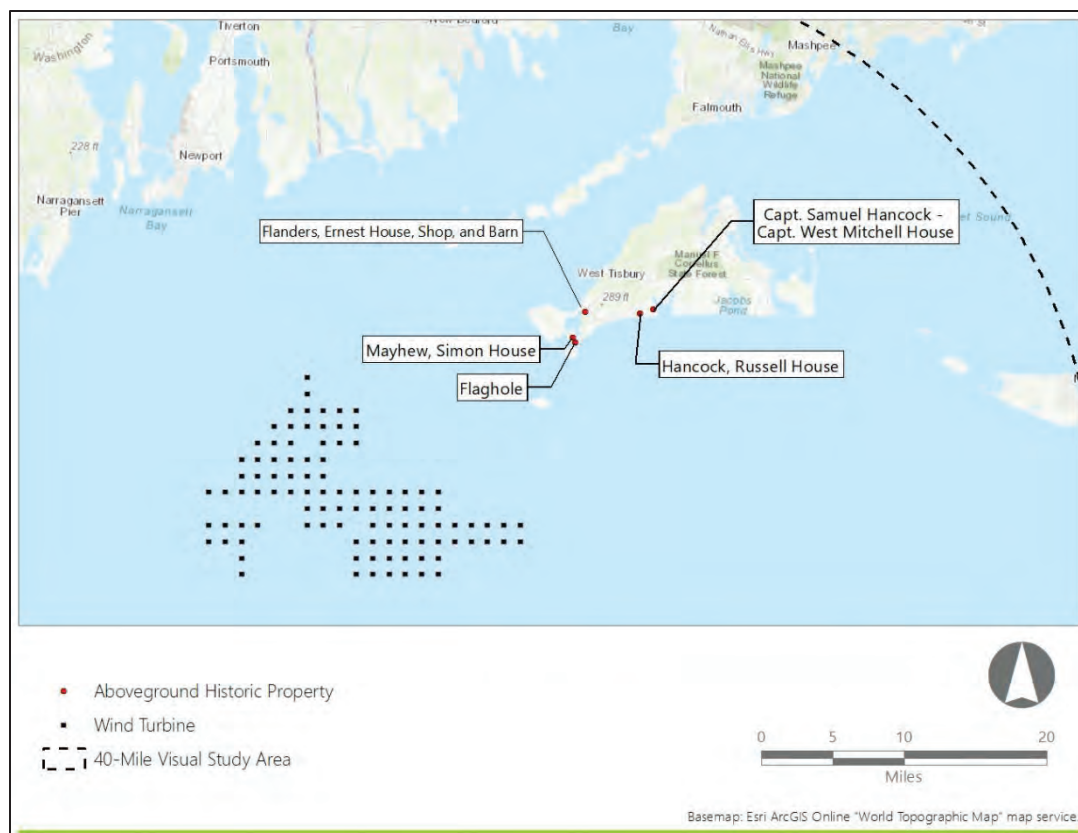 Tiverton
Bay
Washington
Portsmouth
Mashpee
Mashpee
National
Wildlife
Refuge
Falmouth
228 ft
Newport
Narragansett
Pier
Narragansett
Bay
Flanders, Ernest House, Shop, and Barn
Capt. Samuel Hancock -
Capt. West Mitchell House
Sound
West Tisbury
State Forest
289 ft
Jacobs
Pond
Mayhew, Simon House
Hancock, Russell House
Flaghole
Aboveground Historic Property
Wind Turbine
40-Mile Visual Study Area
0 5 10 20
Miles
Basemap: Esri ArcGIS Online "World Topographic Map" map service